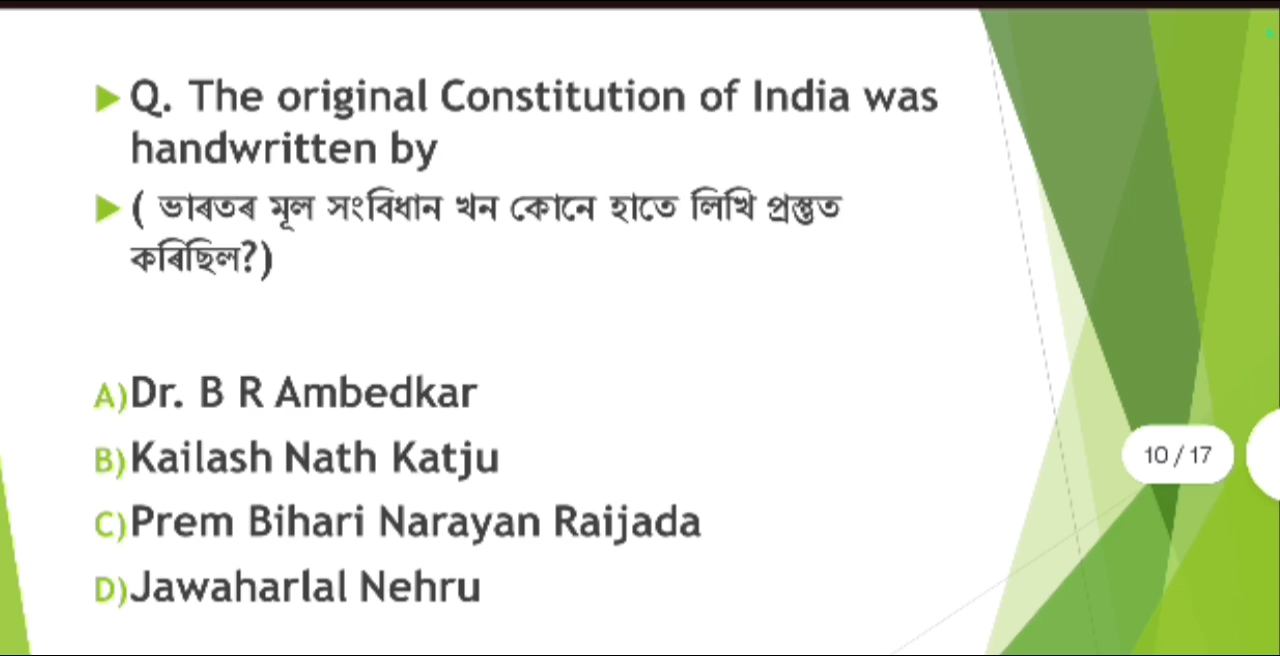 Q. The original Constitution of India was
handwritten by
( ভাৰতৰ মূল সংবিধান খন কোনে হাতে লিখি প্ৰস্তুত
কৰিছিল?)
A) Dr. B R Ambedkar
B) Kailash Nath Katju
C) Prem Bihari Narayan Raijada
D) Jawaharlal Nehru
10 / 17